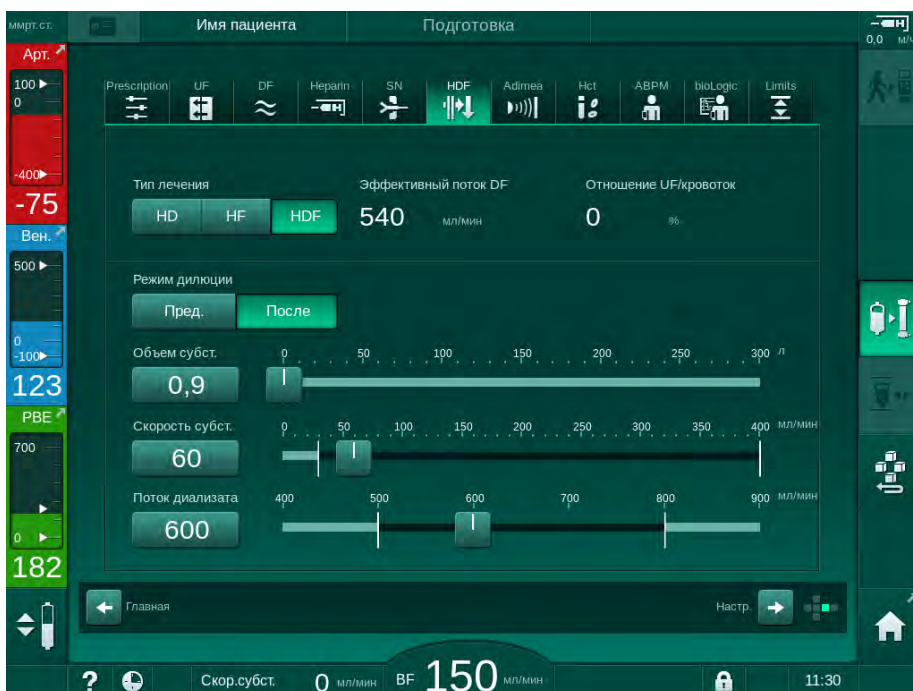 ммрт.ст.
Имя пациента
Подготовка
0,0 м/ч
Арт.
100
0
-400
-75
Вен.
500
0
-100
123
PBE
700
0
182
Prescription UF DF Heparin SN HDF Adimea Hct ABPM bioLogic Limits
Тип лечения Эффективный поток DF Отношение UF/кровоток
HD HF HDF 540 мл/мин 0 %
Режим дилюции
Пред. После
Объем субст. 0 50 100 150 200 250 300 л
0,9
Скорость субст. 0 50 100 150 200 250 300 350 400 мл/мин
60
Поток диализата 400 500 600 700 800 900 мл/мин
600
Главная
Настр.
? Скор.субст. 0 мл/мин BF 150 мл/мин 11:30